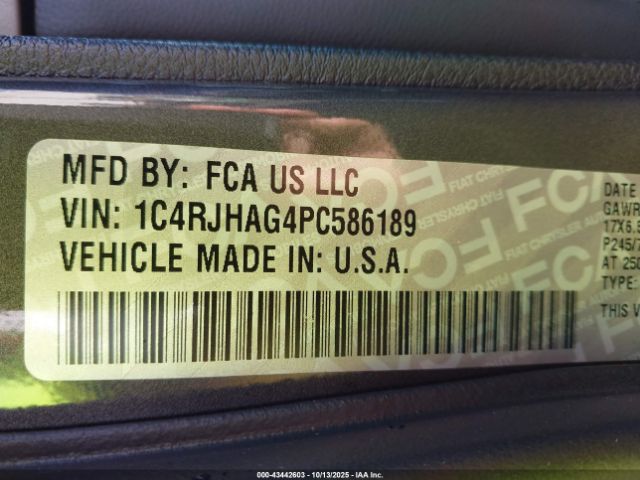 MFD BY: FCA US LLC
VIN: 1C4RJHAG4PC586189
VEHICLE MADE IN: U.S.A.
DATE
GAWR
17X6.5
P245/
AT 250
TYPE:
THIS V
000-43442603 - 10/13/2025 - IAA Inc.